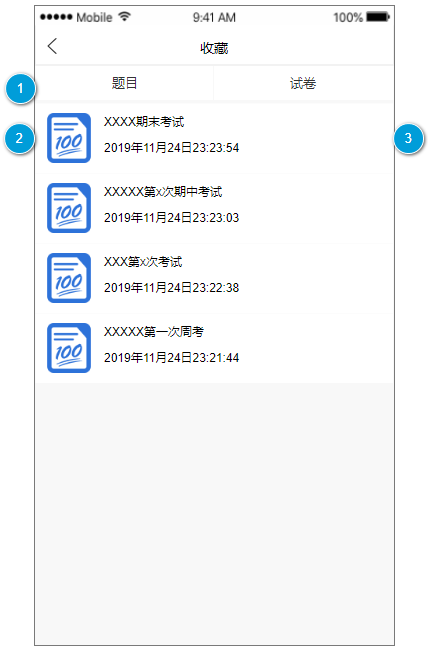 ●●●●● Mobile 9:41 AM 100%
收藏
1
题目 试卷
2
3
100
XXXX期末考试
2019年11月24日23:23:54
100
XXXXX第x次期中考试
2019年11月24日23:23:03
100
XXX第x次考试
2019年11月24日23:22:38
100
XXXXX第一次周考
2019年11月24日23:21:44